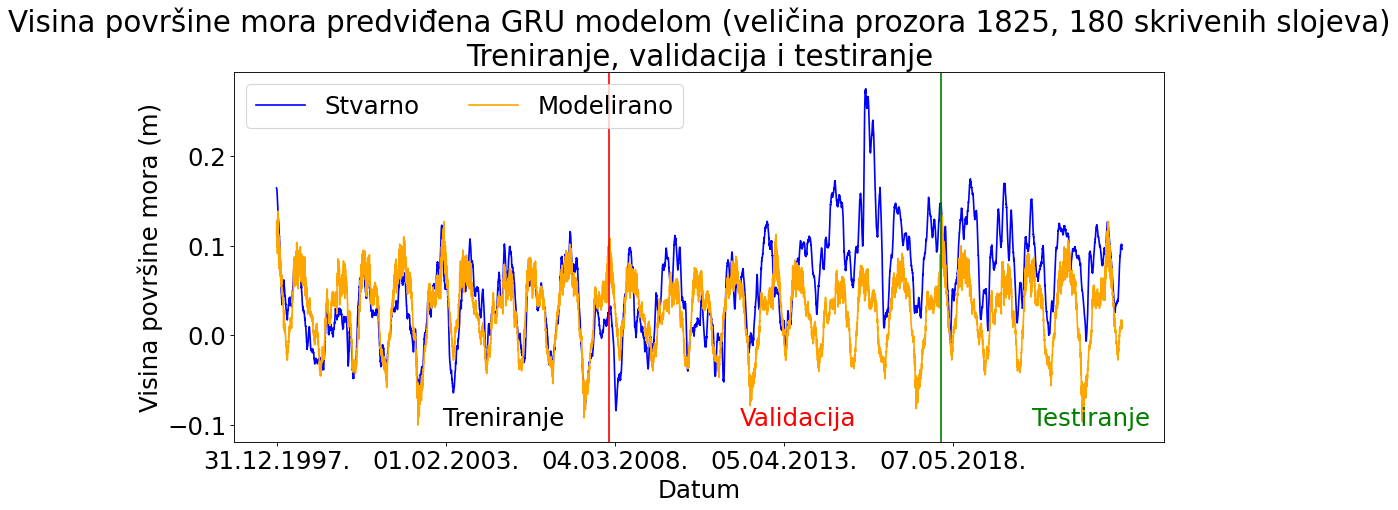 Visina površine mora predviđena GRU modelom (veličina prozora 1825, 180 skrivenih slojeva)
Treniranje, validacija i testiranje
Stvarno
Modelirano
Visina površine mora (m)
0.2
0.1
0.0
−0.1
Treniranje
Validacija
Testiranje
31.12.1997.
01.02.2003.
04.03.2008.
05.04.2013.
07.05.2018.
Datum